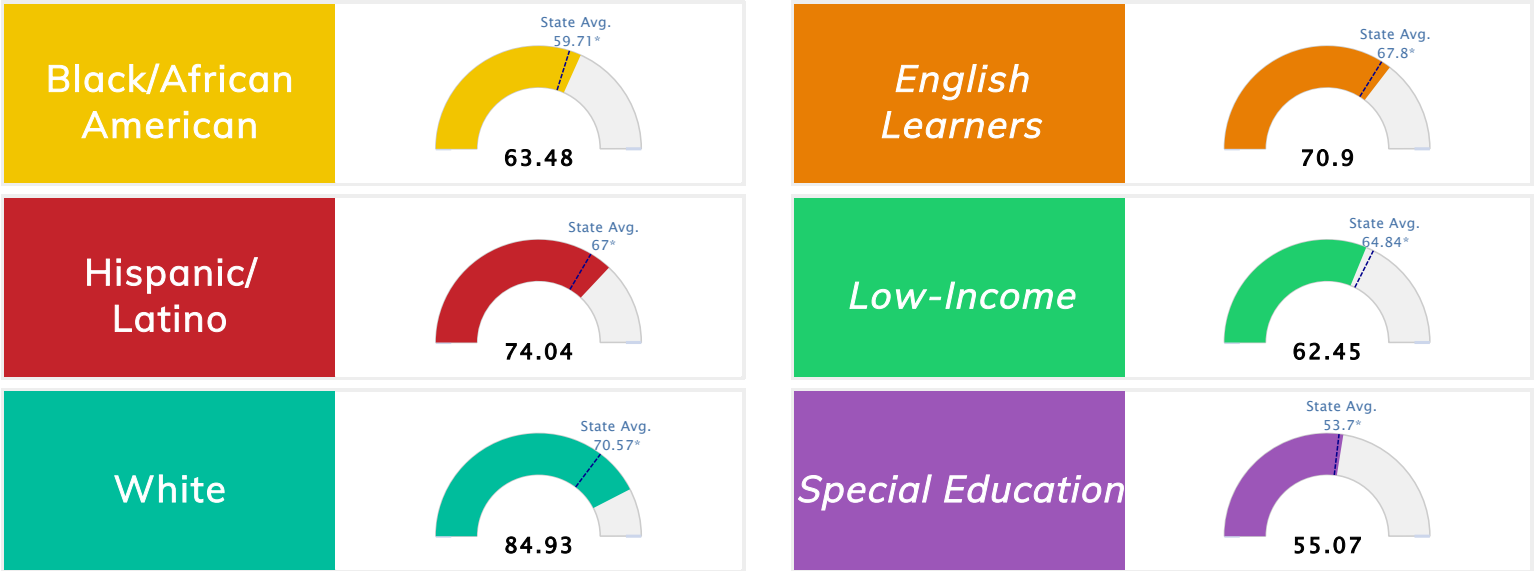 Black/African
American
State Avg.
59.71*
63.48
English
Learners
State Avg.
67.8*
70.9
Hispanic/
Latino
State Avg.
67*
74.04
Low-Income
State Avg.
64.84*
62.45
White
State Avg.
70.57*
84.93
Special Education
State Avg.
53.7*
55.07